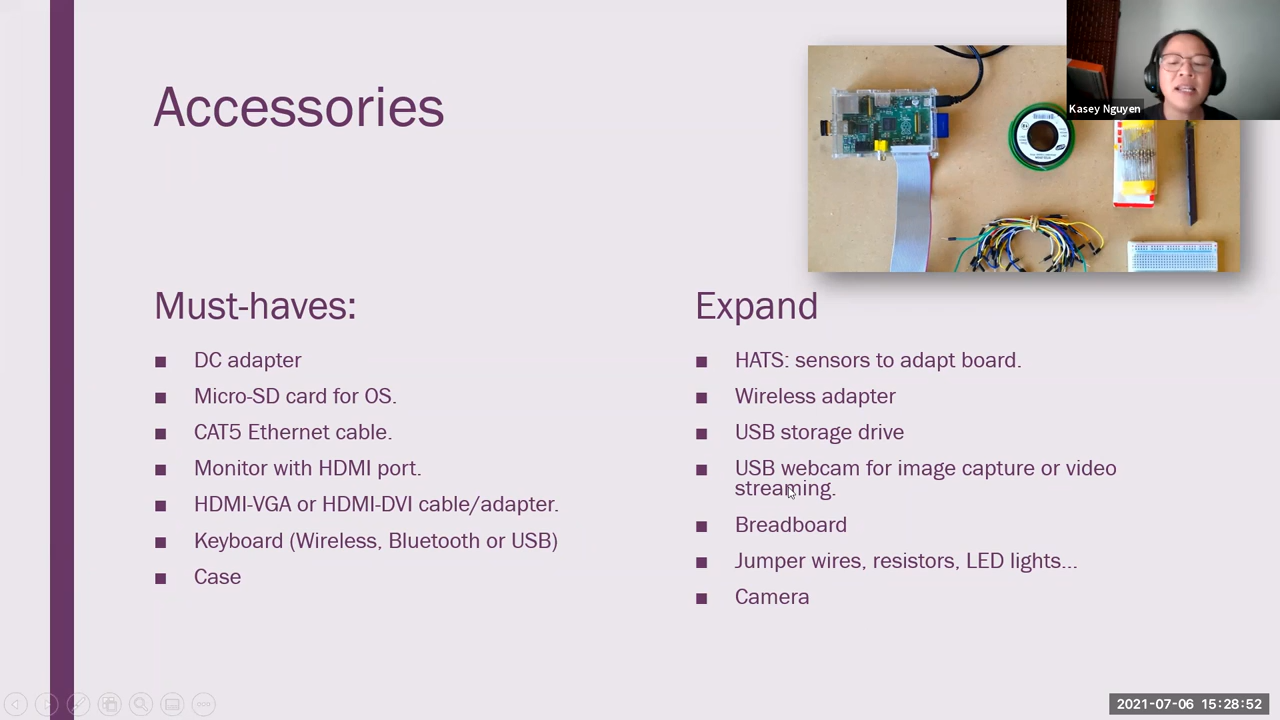 Accessories
Kasey Nguyen
Must-haves:
■ DC adapter
■ Micro-SD card for OS.
■ CAT5 Ethernet cable.
■ Monitor with HDMI port.
■ HDMI-VGA or HDMI-DVI cable/adapter.
■ Keyboard (Wireless, Bluetooth or USB)
■ Case
Expand
■ HATS: sensors to adapt board.
■ Wireless adapter
■ USB storage drive
■ USB webcam for image capture or video
streaming.
■ Breadboard
■ Jumper wires, resistors, LED lights...
■ Camera
2021-07-06 15:28:52